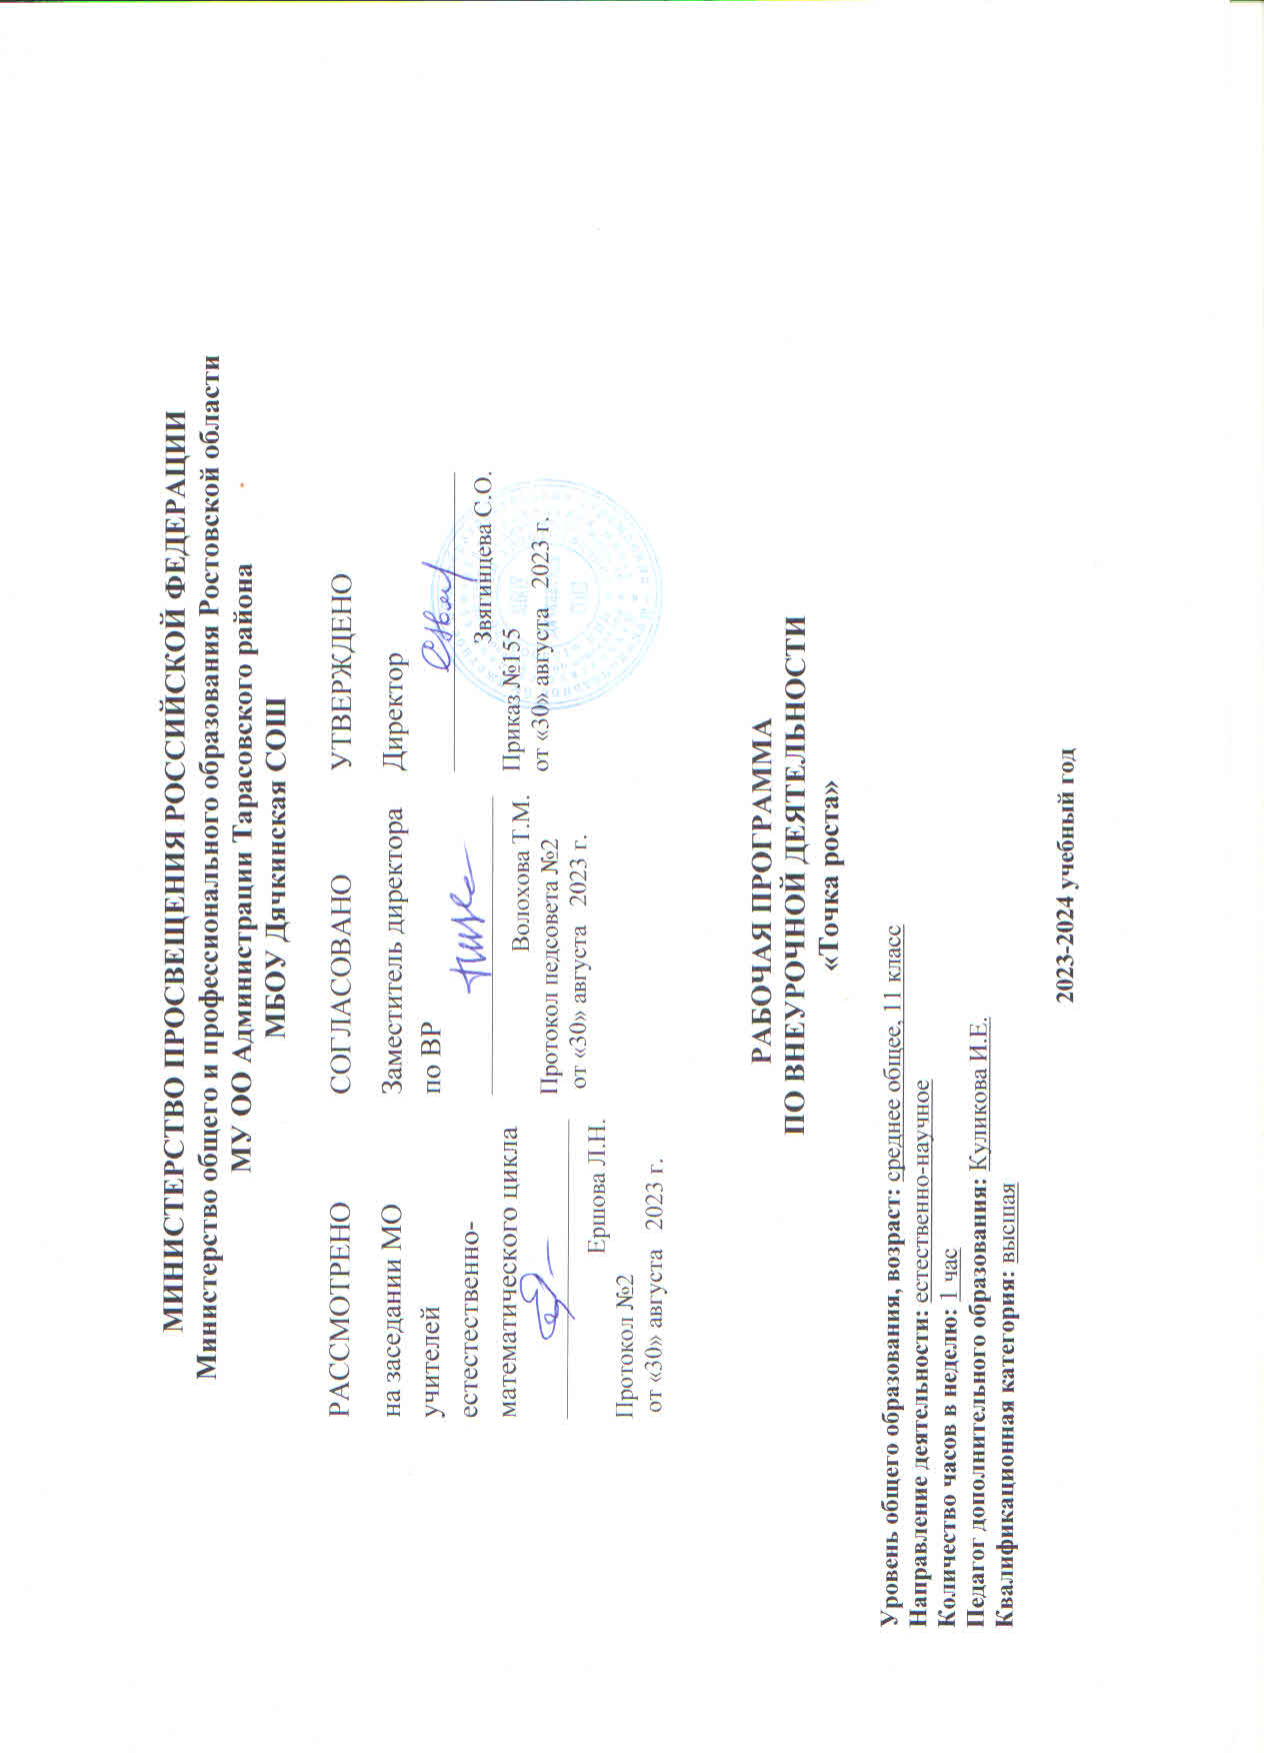 МИНИСТЕРСТВО ПРОСВЕЩЕНИЯ РОССИЙСКОЙ ФЕДЕРАЦИИ
Министерство общего и профессионального образования Ростовской области
МУ ОО Администрации Тарасовского района
МБОУ Дячкинская СОШ
РАССМОТРЕНО
на заседании МО
учителей
естественно-
математического цикла
Ершова Л.Н.
Протокол №2
от «30» августа 2023 г.
СОГЛАСОВАНО
Заместитель директора
по ВР
Волохова Т.М.
Протокол педсовета №2
от «30» августа 2023 г.
УТВЕРЖДЕНО
Директор
Звягинцева С.О.
Приказ №155
от «30» августа 2023 г.
РАБОЧАЯ ПРОГРАММА
ПО ВНЕУРОЧНОЙ ДЕЯТЕЛЬНОСТИ
«Точка роста»
Уровень общего образования, возраст: среднее общее, 11 класс
Направление деятельности: естественно-научное
Количество часов в неделю: 1 час
Педагог дополнительного образования: Куликова И.Е.
Квалификационная категория: высшая
2023-2024 учебный год